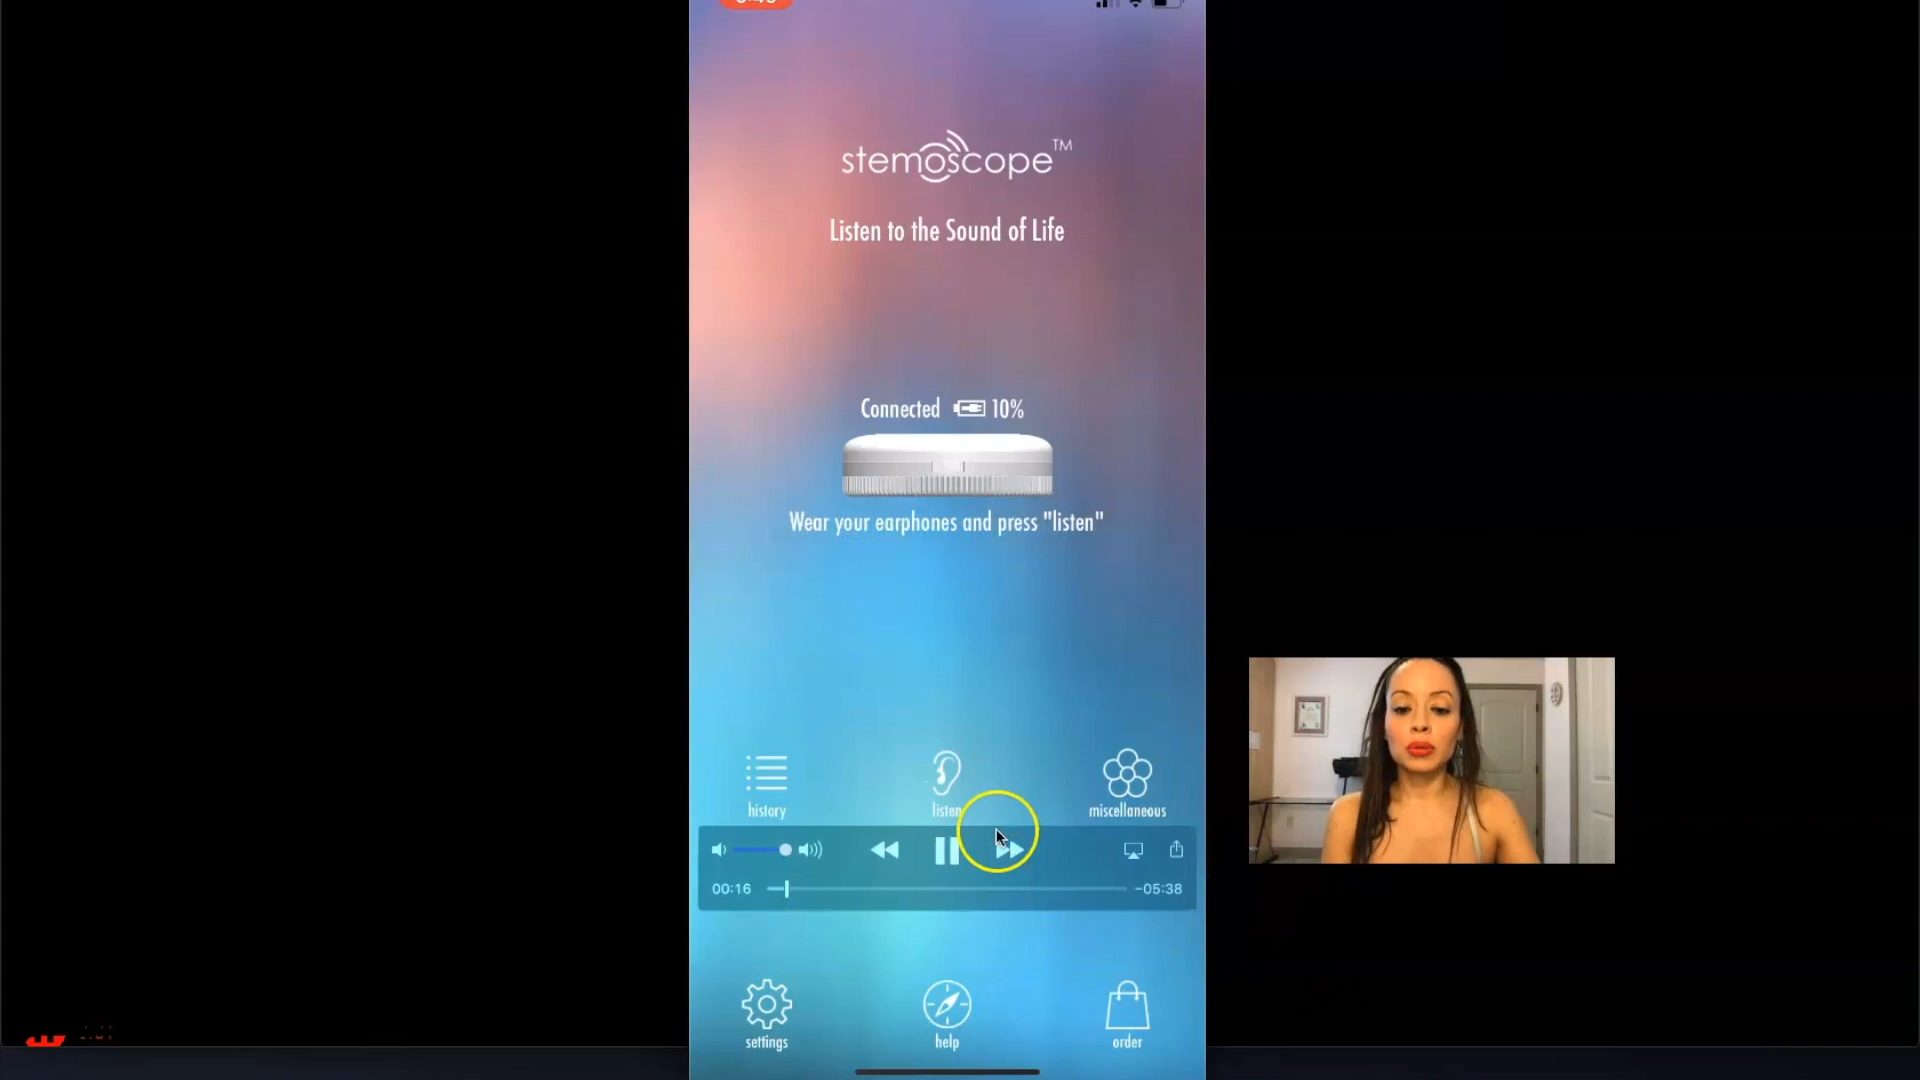 stemoscope™
Listen to the Sound of Life
Connected 10%
Wear your earphones and press "listen"
history
listen
miscellaneous
00:16
-05:38
settings
help
order